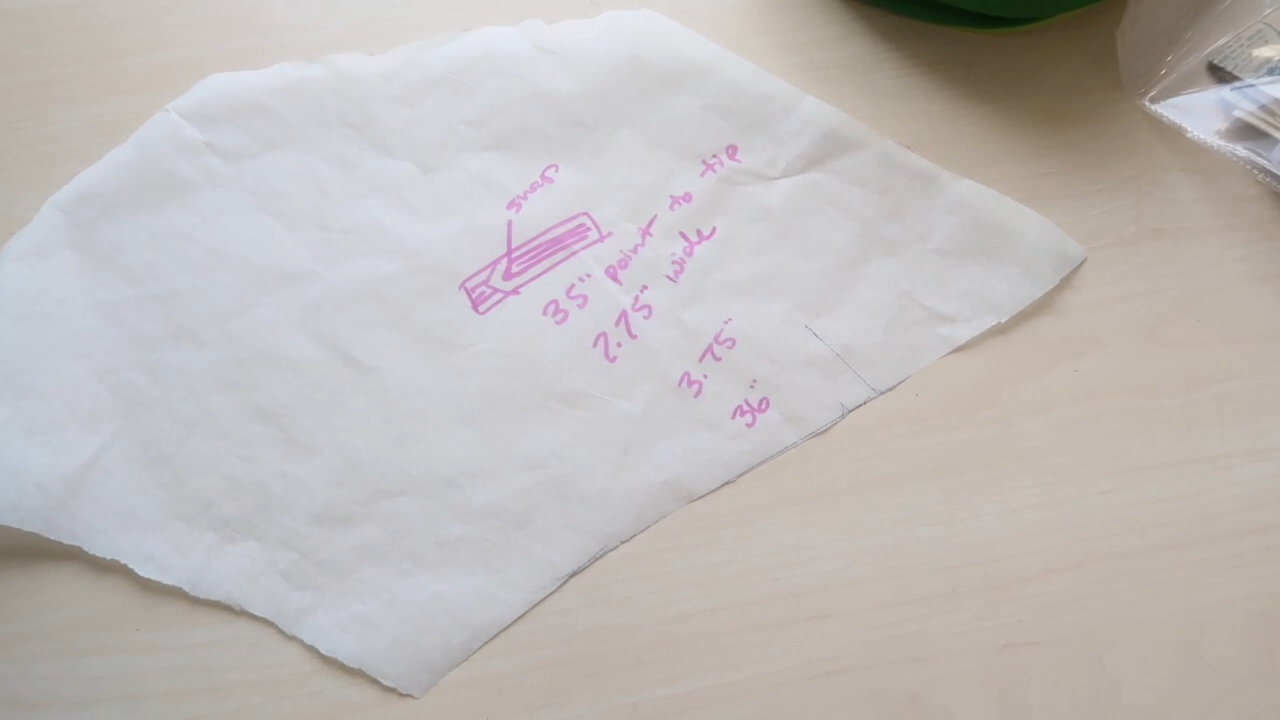 snap
35" point to tip
2.75" wide
3.75"
36"